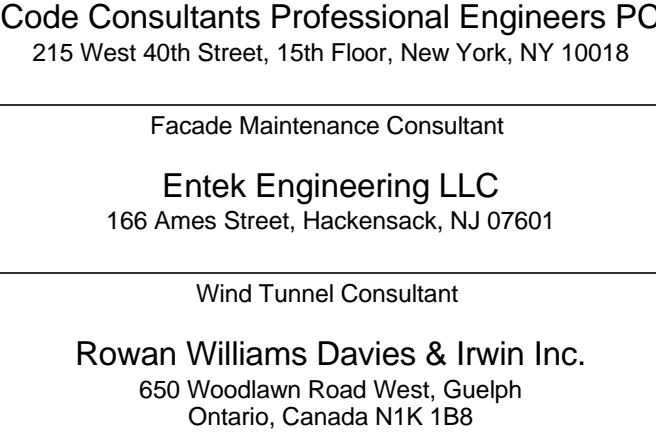 Code Consultants Professional Engineers PC
215 West 40th Street, 15th Floor, New York, NY 10018
Facade Maintenance Consultant
Entek Engineering LLC
166 Ames Street, Hackensack, NJ 07601
Wind Tunnel Consultant
Rowan Williams Davies & Irwin Inc.
650 Woodlawn Road West, Guelph
Ontario, Canada N1K 1B8